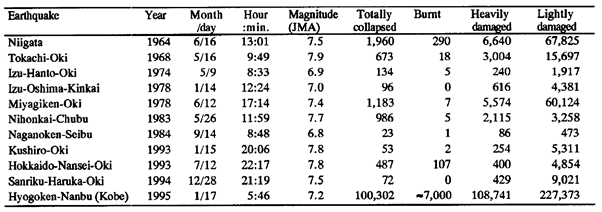 Earthquake Year Month /day Hour :min. Magnitude (JMA) Totally collapsed Burnt Heavily damaged Lightly damaged
Niigata 1964 6/16 13:01 7.5 1,960 290 6,640 67,825
Tokachi-Oki 1968 5/16 9:49 7.9 673 18 3,004 15,697
Izu-Hanto-Oki 1974 5/9 8:33 6.9 134 5 240 1,917
Izu-Oshima-Kinkai 1978 1/14 12:24 7.0 96 0 616 4,381
Miyagiken-Oki 1978 6/12 17:14 7.4 1,183 7 5,574 60,124
Nihonkai-Chubu 1983 5/26 11:59 7.7 986 5 2,115 3,258
Naganoken-Seibu 1984 9/14 8:48 6.8 23 1 86 473
Kushiro-Oki 1993 1/15 20:06 7.8 53 2 254 5,311
Hokkaido-Nansei-Oki 1993 7/12 22:17 7.8 487 107 400 4,854
Sanriku-Haruka-Oki 1994 12/28 21:19 7.5 72 0 429 9,021
Hyogoken-Nanbu (Kobe) 1995 1/17 5:46 7.2 100,302 ≈7,000 108,741 227,373